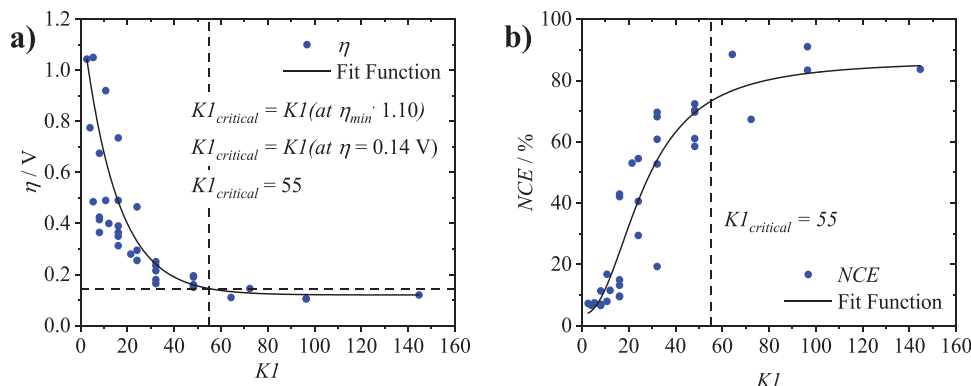 a)
η / V
1.2
1.0
0.8
0.6
0.4
0.2
0.0
0 20 40 60 80 100 120 140 160
K1
η
Fit Function
K1critical = K1(at ηmin· 1.10)
K1critical = K1(at η = 0.14 V)
K1critical = 55
b)
NCE / %
100
80
60
40
20
0
0 20 40 60 80 100 120 140 160
K1
K1critical = 55
NCE
Fit Function